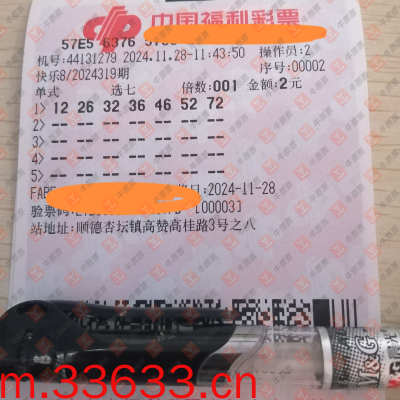 中国福利彩票
57E5 6376
机号:44131279 2024.11.28-11:43:50 操作员:2
快乐8/2024319期 序号:00002
单式 选七 倍数:001 金额:2元
1> 12 26 32 36 46 52 72
2> -- -- -- -- -- -- --
3> -- -- -- -- -- -- --
4> -- -- -- -- -- -- --
5> -- -- -- -- -- -- --
:2024-11-28
验票码: [00003]
站地址:顺德杏坛镇高赞高桂路3号之八
M&G
m.33633.cn